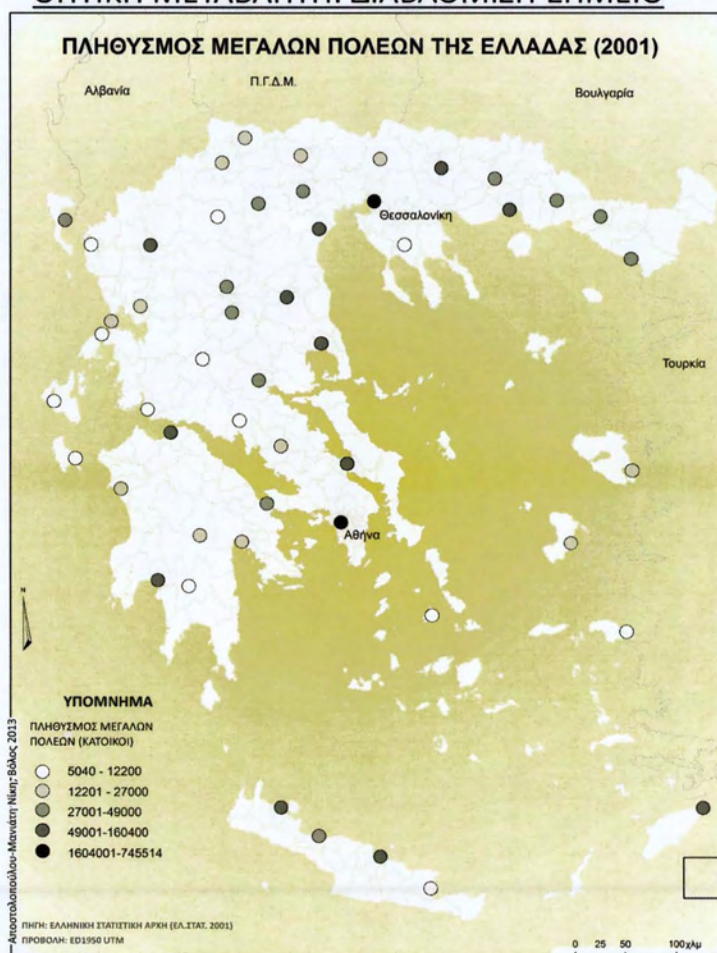 ΠΛΗΘΥΣΜΟΣ ΜΕΓΑΛΩΝ ΠΟΛΕΩΝ ΤΗΣ ΕΛΛΑΔΑΣ (2001)
Π.Γ.Δ.Μ.
Αλβανία
Βουλγαρία
Θεσσαλονίκη
Τουρκία
Αθήνα
N
ΥΠΟΜΝΗΜΑ
ΠΛΗΘΥΣΜΟΣ ΜΕΓΑΛΩΝ
ΠΟΛΕΩΝ (ΚΑΤΟΙΚΟΙ)
5040 - 12200
12201 - 27000
27001-49000
49001-160400
1604001-745514
Αποστολοπούλου-Μανιάτη Νίκη, Βόλος 2013
ΠΗΓΗ: ΕΛΛΗΝΙΚΗ ΣΤΑΤΙΣΤΙΚΗ ΑΡΧΗ (ΕΛ.ΣΤΑΤ. 2001)
ΠΡΟΒΟΛΗ: ED1950 UTM
0 25 50 100χλμ